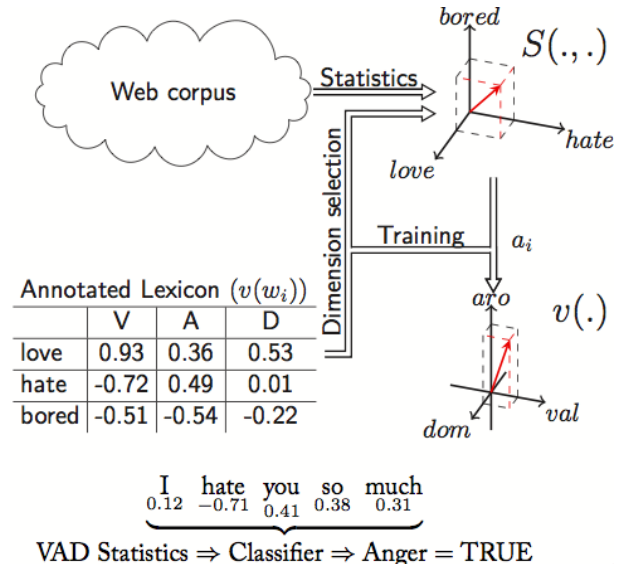 bored
S(.,.)
Statistics
Web corpus
hate
love
Dimension selection
Training
a_i
Annotated Lexicon (v(w_i))
aro
v(.)
V A D
love 0.93 0.36 0.53
hate -0.72 0.49 0.01
bored -0.51 -0.54 -0.22
val
dom
I hate you so much
0.12 −0.71 0.41 0.38 0.31
VAD Statistics ⇒ Classifier ⇒ Anger = TRUE